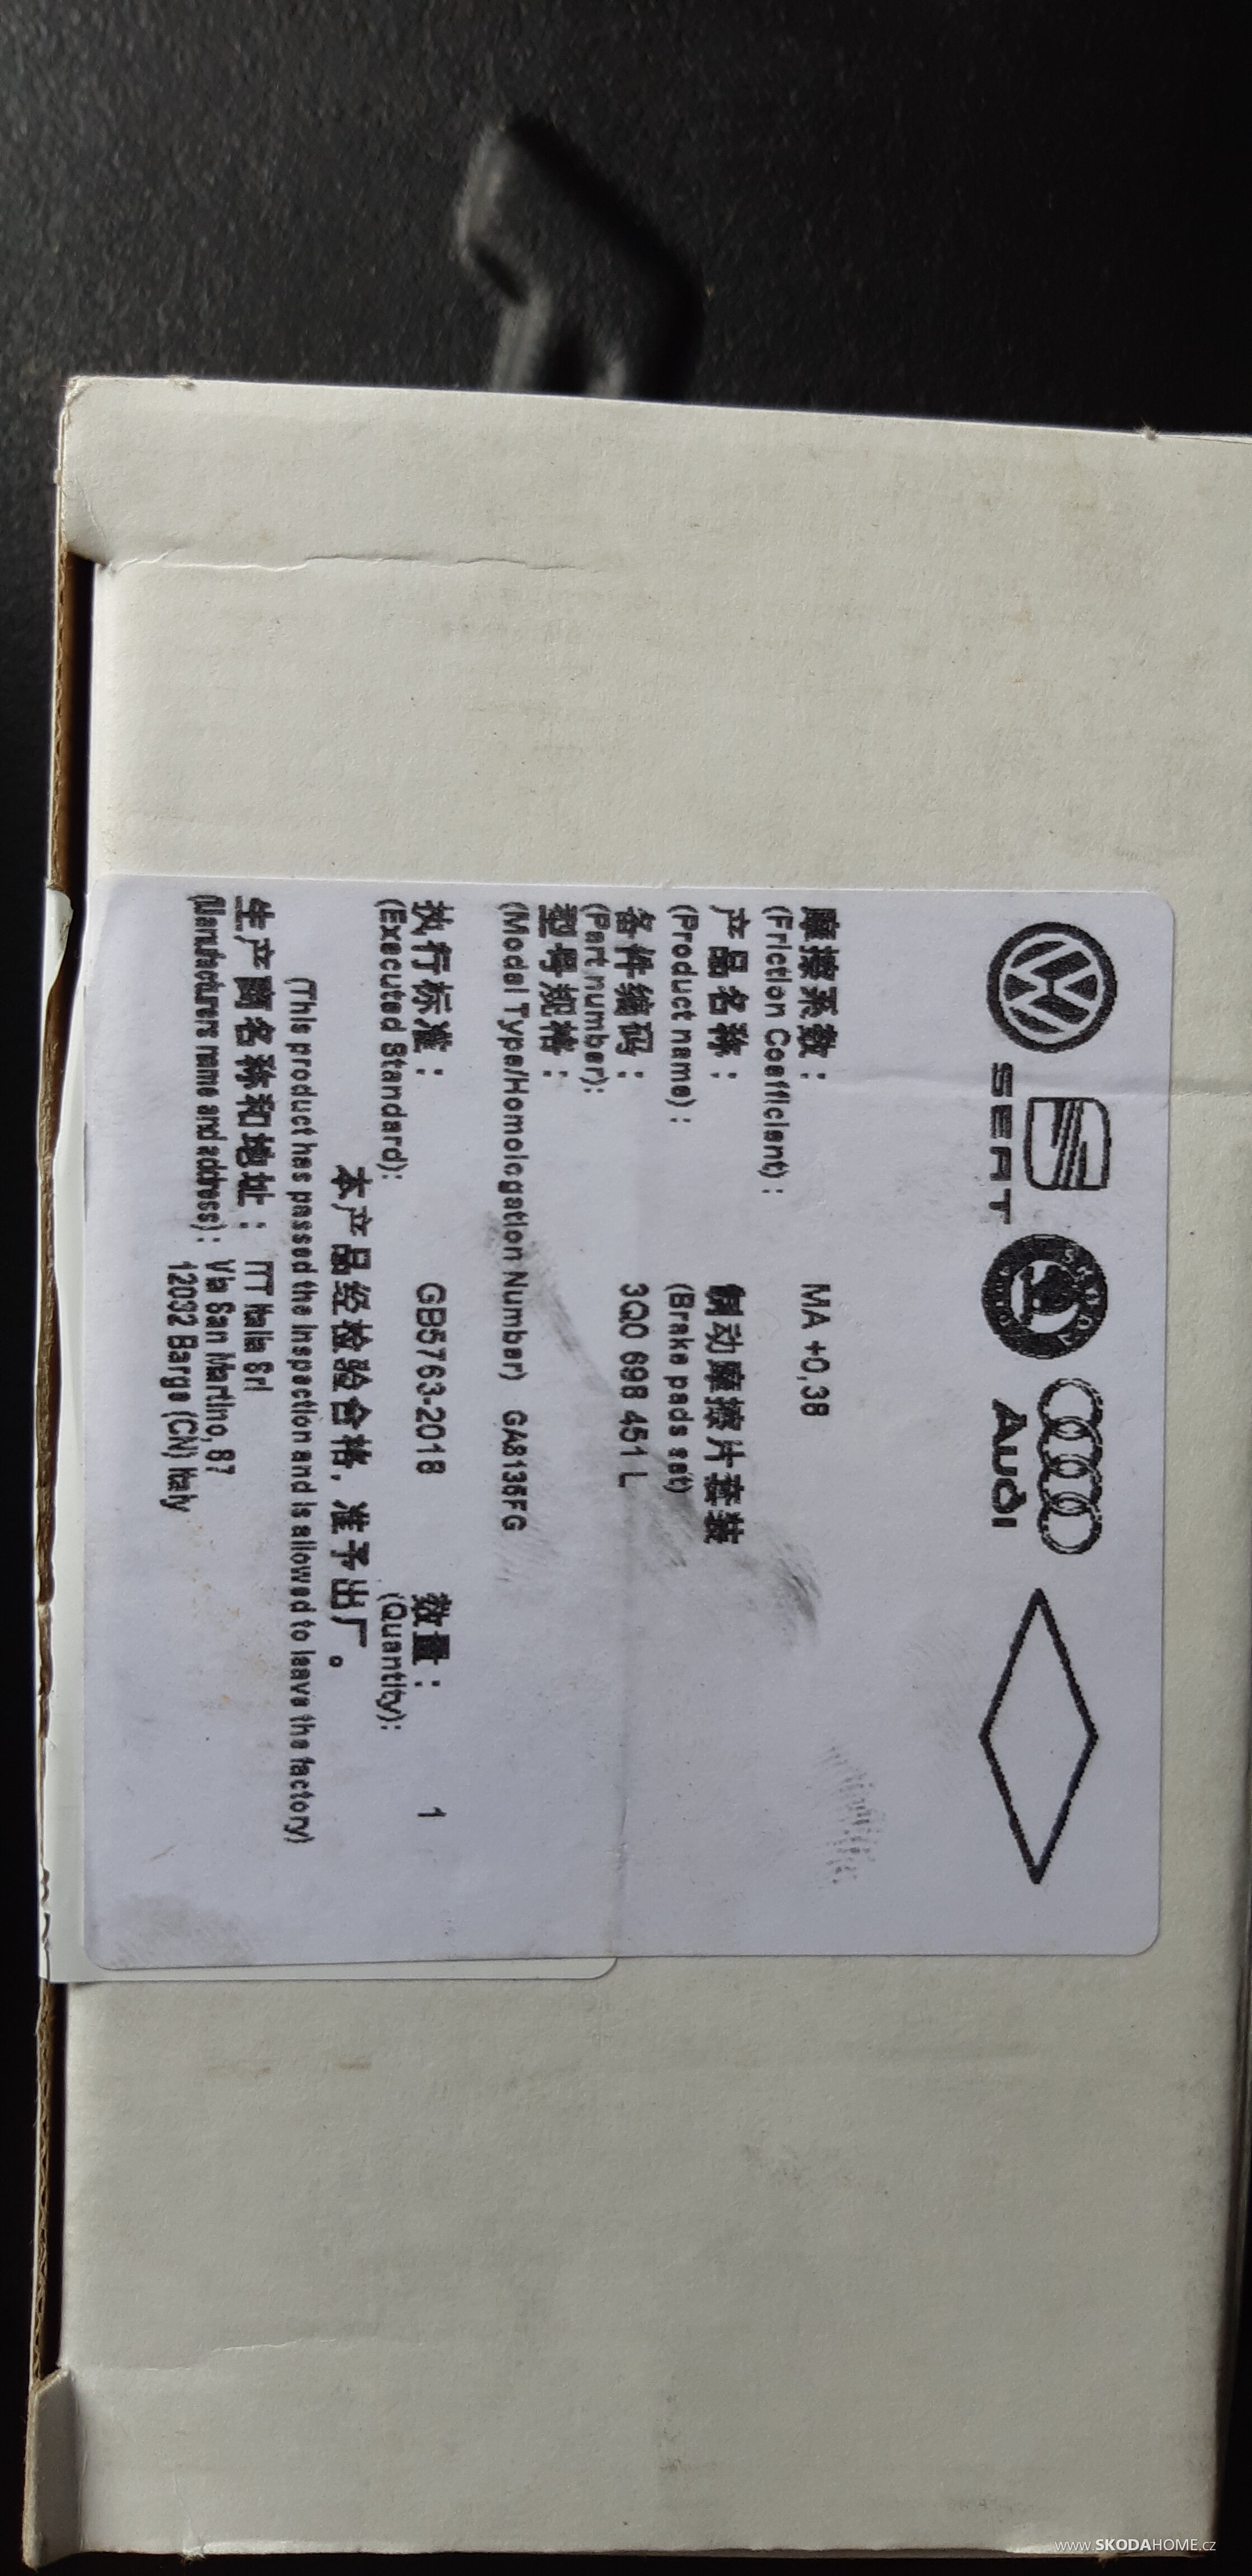 SEAT
SKODA
Audi
摩擦系数：
(Friction Coefficient): MA +0,38
产品名称： 制动摩擦片套装
(Product name): (Brake pads set)
备件编码： 3Q0 698 451 L
(Part number):
型号规格：
(Model Type/Homologation Number) GA8136FG
执行标准： GB5763-2018 数量： 1
(Executed Standard): (Quantity):
本产品经检验合格，准予出厂。
(This product has passed the inspection and is allowed to leave the factory)
生产商名称和地址： ITT Italia Srl
(Manufacturers name and address): Via San Martino, 87
12032 Barge (CN) Italy
www.SKODAHOME.cz